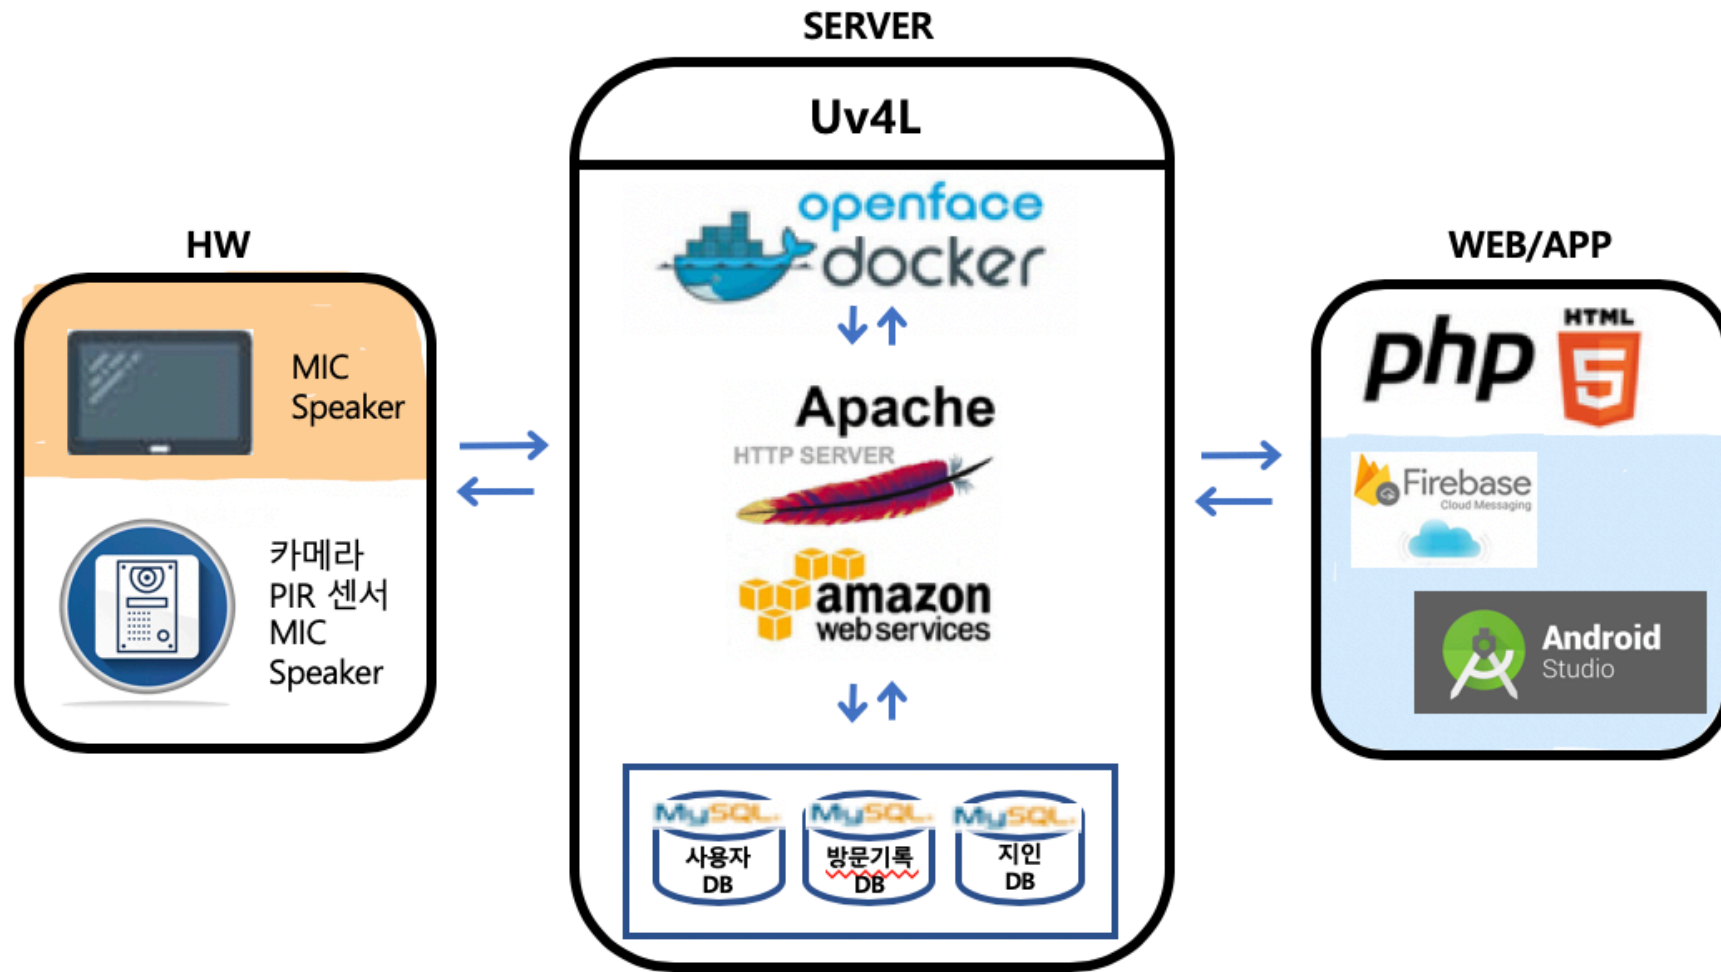 SERVER
Uv4L
openface
docker
HW
MIC
Speaker
카메라
PIR 센서
MIC
Speaker
Apache
HTTP SERVER
amazon
web services
MySQL.
사용자
DB
MySQL.
방문기록
DB
MySQL.
지인
DB
WEB/APP
php
HTML
5
Firebase
Cloud Messaging
Android
Studio